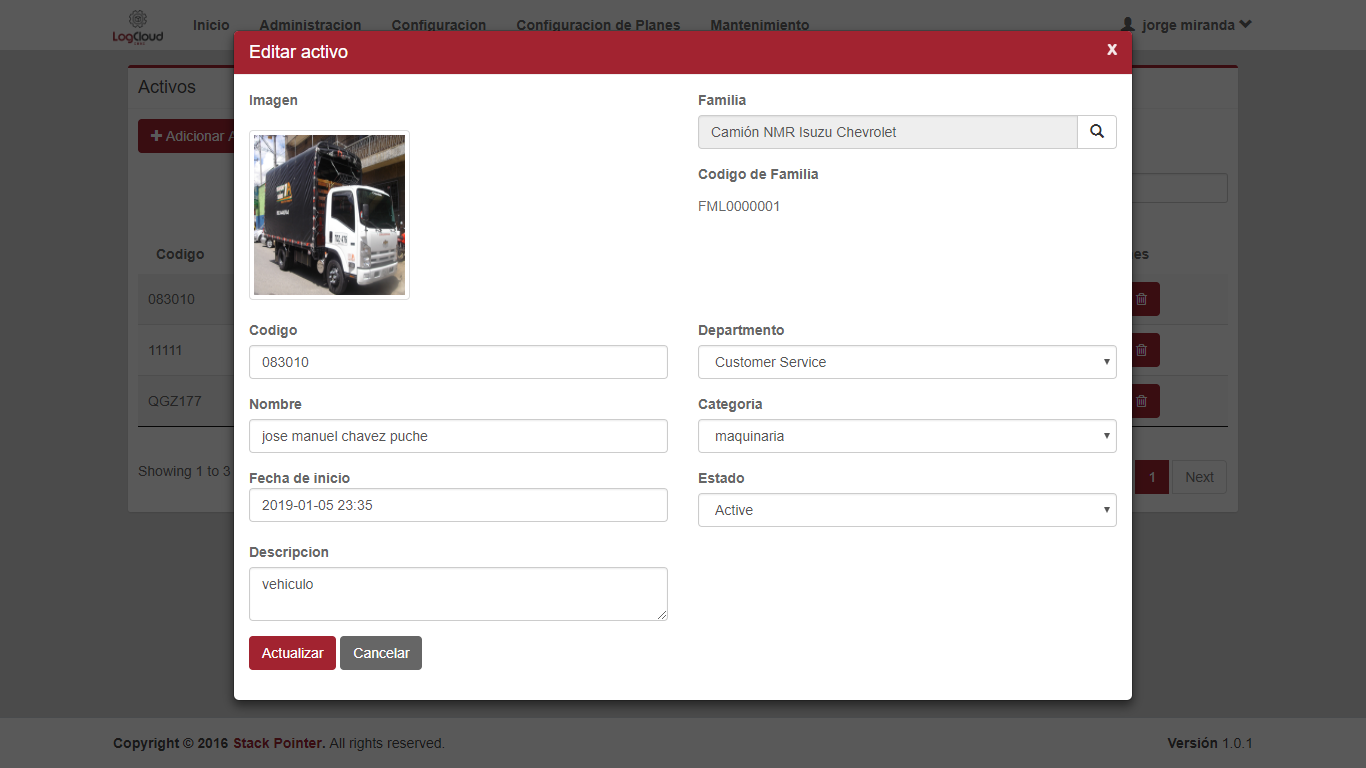 LogCloud
Inicio
Administracion
Configuracion
Configuracion de Planes
Mantenimiento
jorge miranda
Activos
Adicionar A
Codigo
es
083010
11111
QGZ177
Showing 1 to 3
1
Next
Editar activo
x
Imagen
Familia
Camión NMR Isuzu Chevrolet
Codigo de Familia
FML0000001
Codigo
083010
Departmento
Customer Service
Nombre
jose manuel chavez puche
Categoria
maquinaria
Fecha de inicio
2019-01-05 23:35
Estado
Active
Descripcion
vehiculo
Actualizar
Cancelar
Copyright © 2016 Stack Pointer. All rights reserved.
Versión 1.0.1